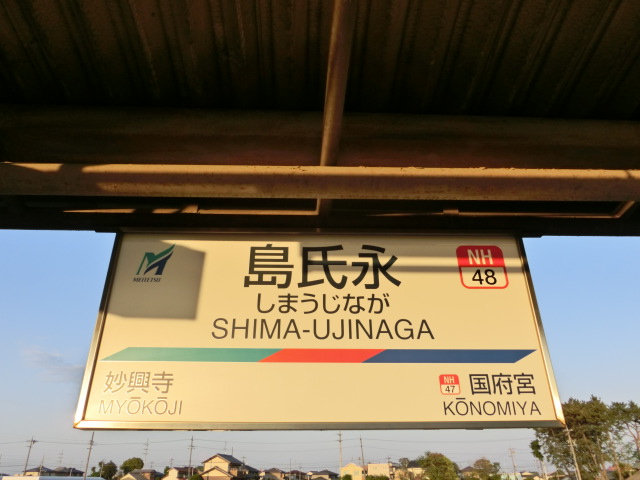 MEITETSU
島氏永
NH
48
しまうじなが
SHIMA-UJINAGA
妙興寺
MYŌKŌJI
NH
47
国府宮
KŌNOMIYA